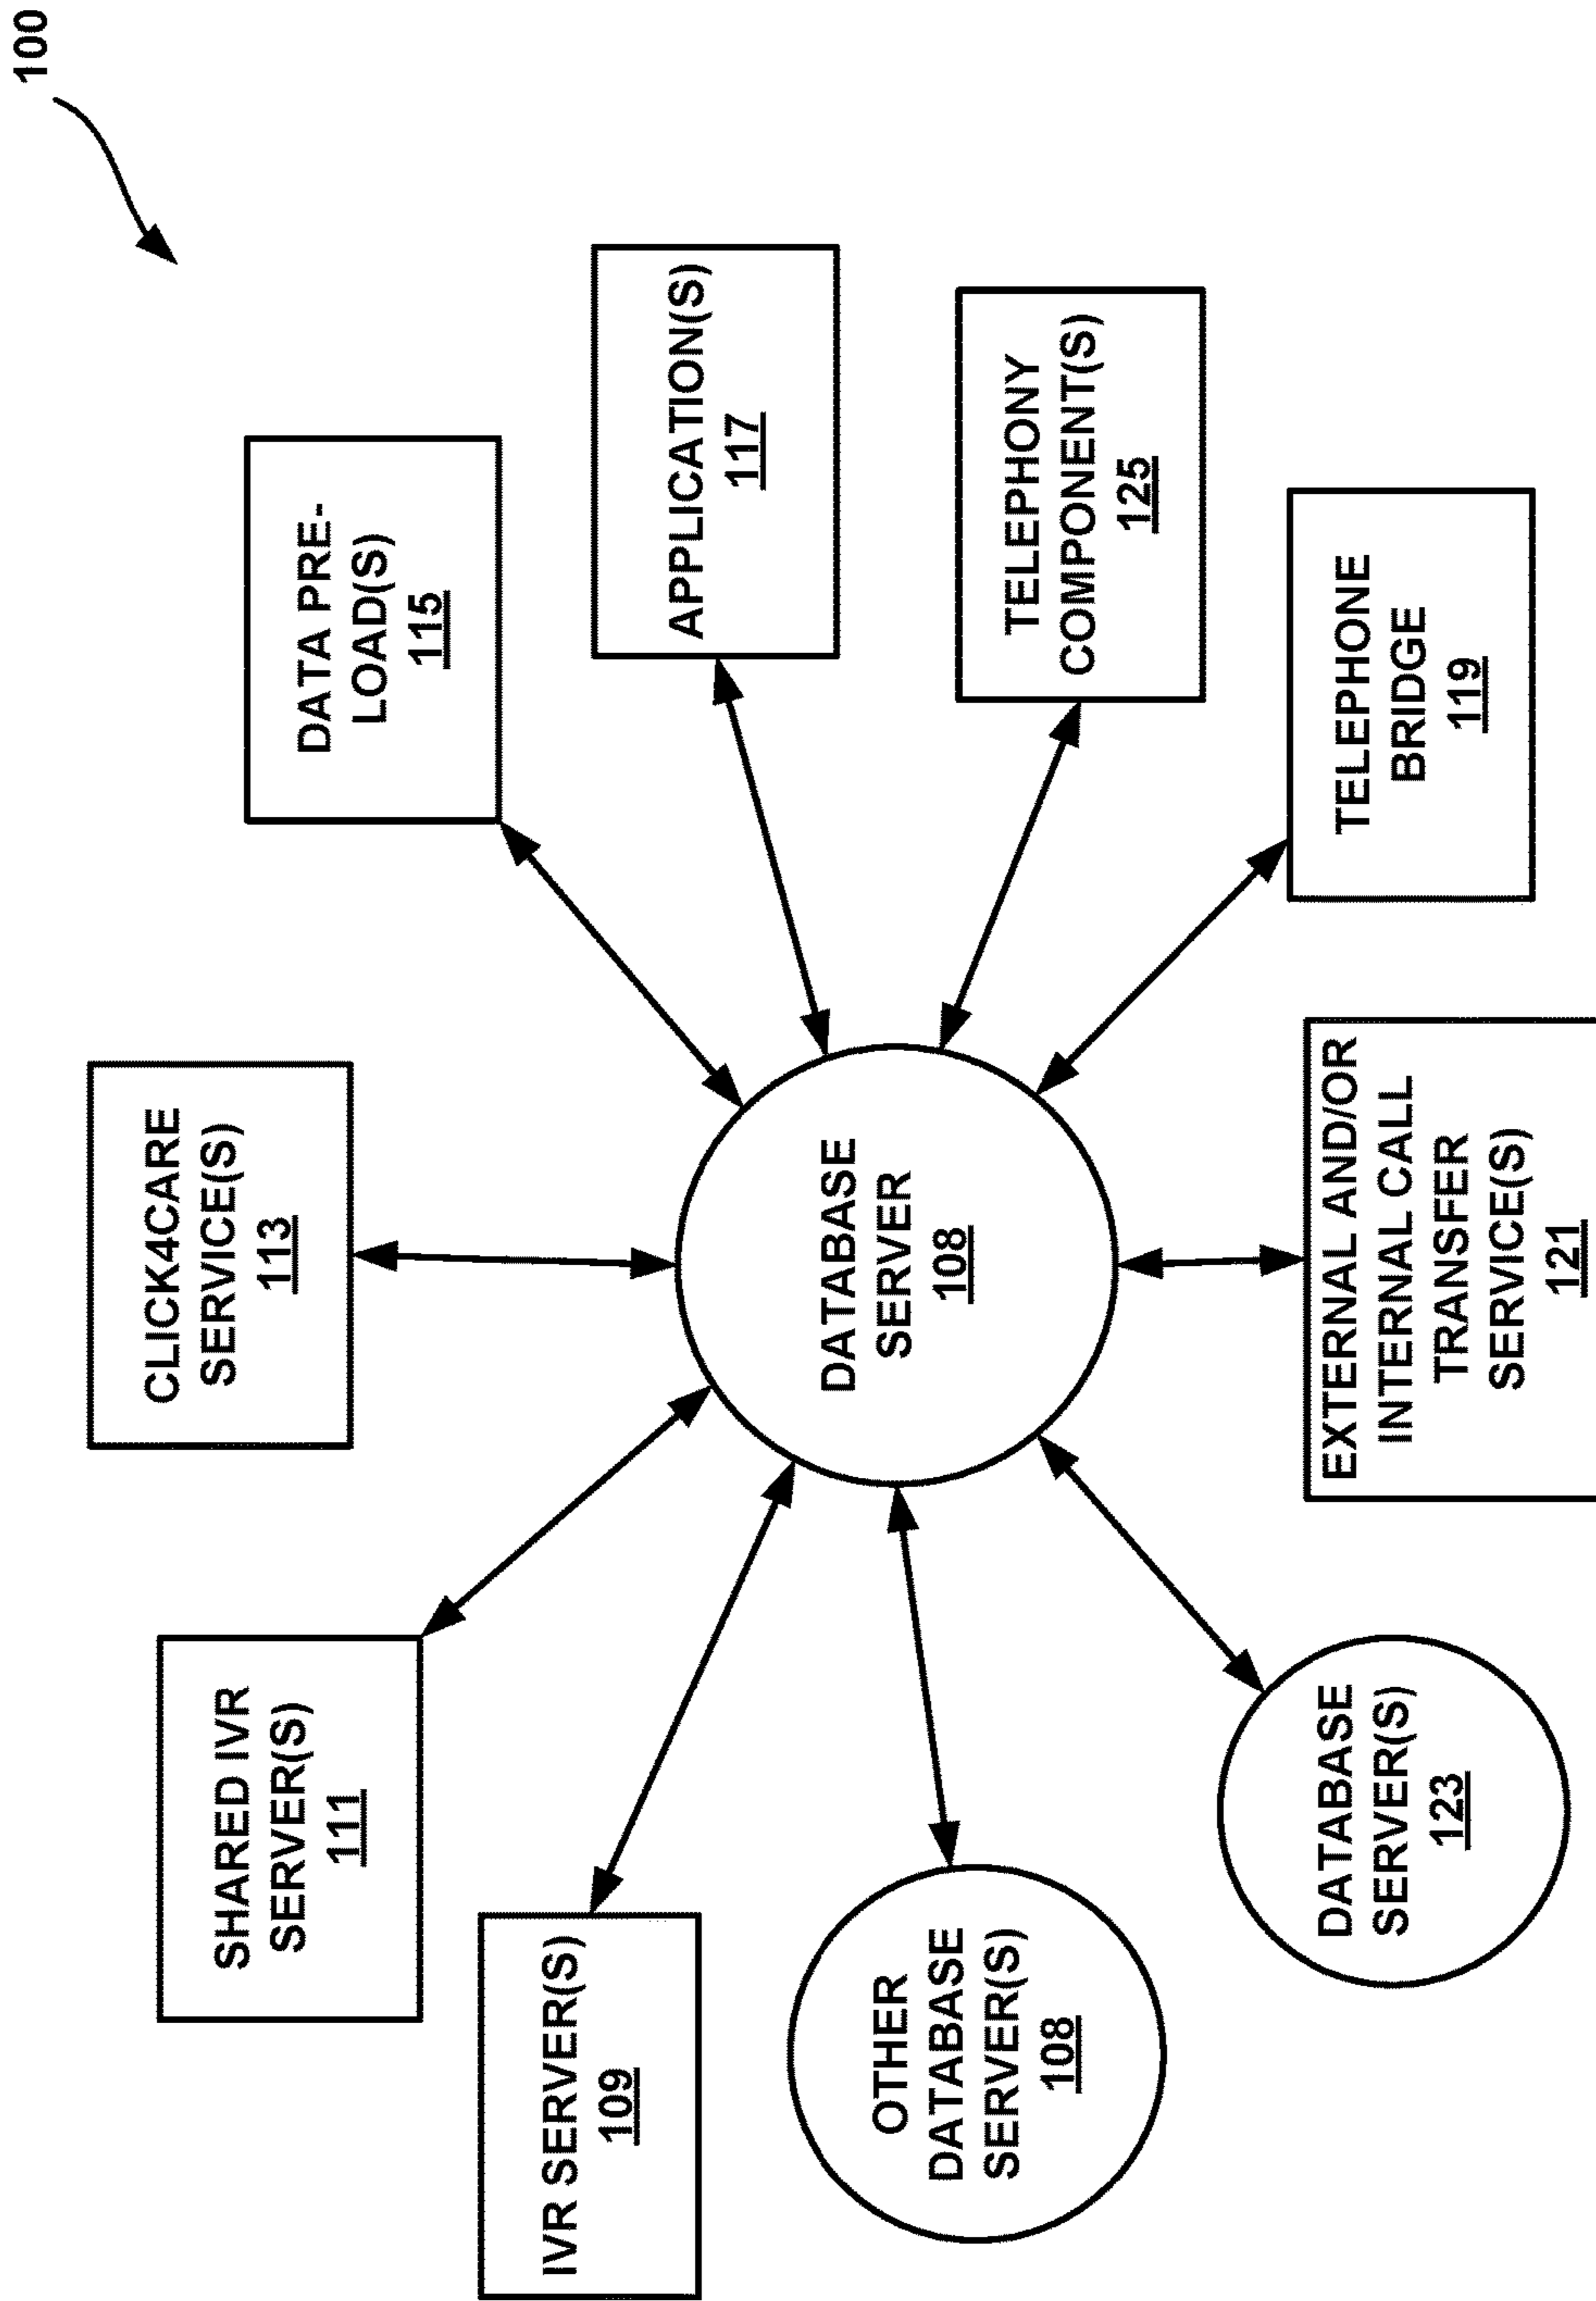 100
CLICK4CARE
SERVICE(S)
113
SHARED IVR
SERVER(S)
111
DATA PRE-
LOAD(S)
115
IVR SERVER(S)
109
APPLICATION(S)
117
DATABASE
SERVER
108
OTHER
DATABASE
SERVER(S)
108
TELEPHONY
COMPONENT(S)
125
DATABASE
SERVER(S)
123
EXTERNAL AND/OR
INTERNAL CALL
TRANSFER
SERVICE(S)
121
TELEPHONE
BRIDGE
119